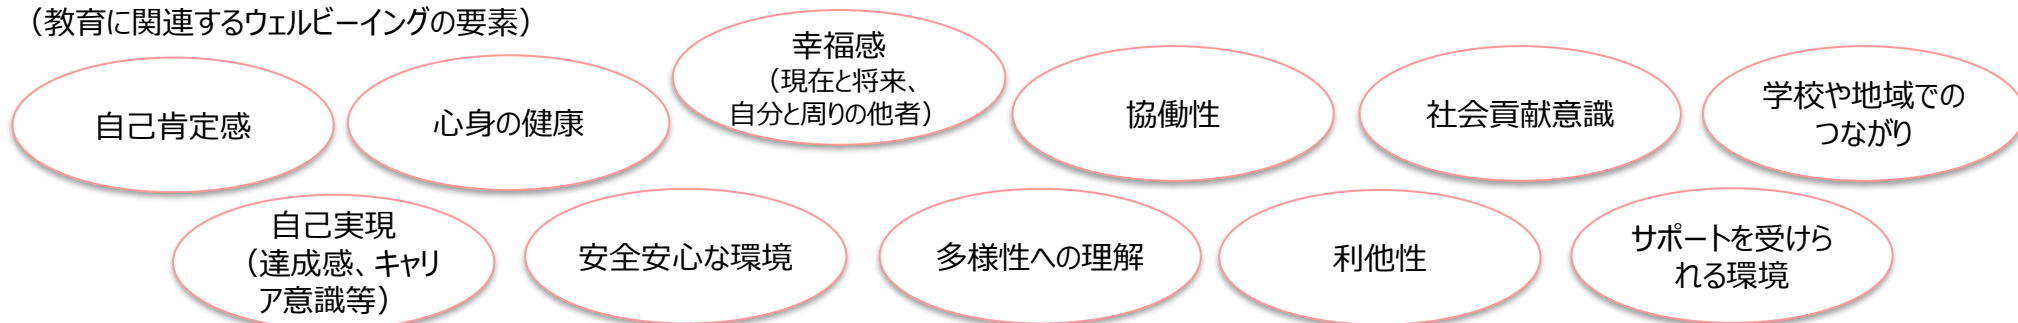 （教育に関連するウェルビーイングの要素）
自己肯定感
心身の健康
幸福感
（現在と将来、
自分と周りの他者）
協働性
社会貢献意識
学校や地域での
つながり
自己実現
（達成感、キャリ
ア意識等）
安全安心な環境
多様性への理解
利他性
サポートを受けら
れる環境